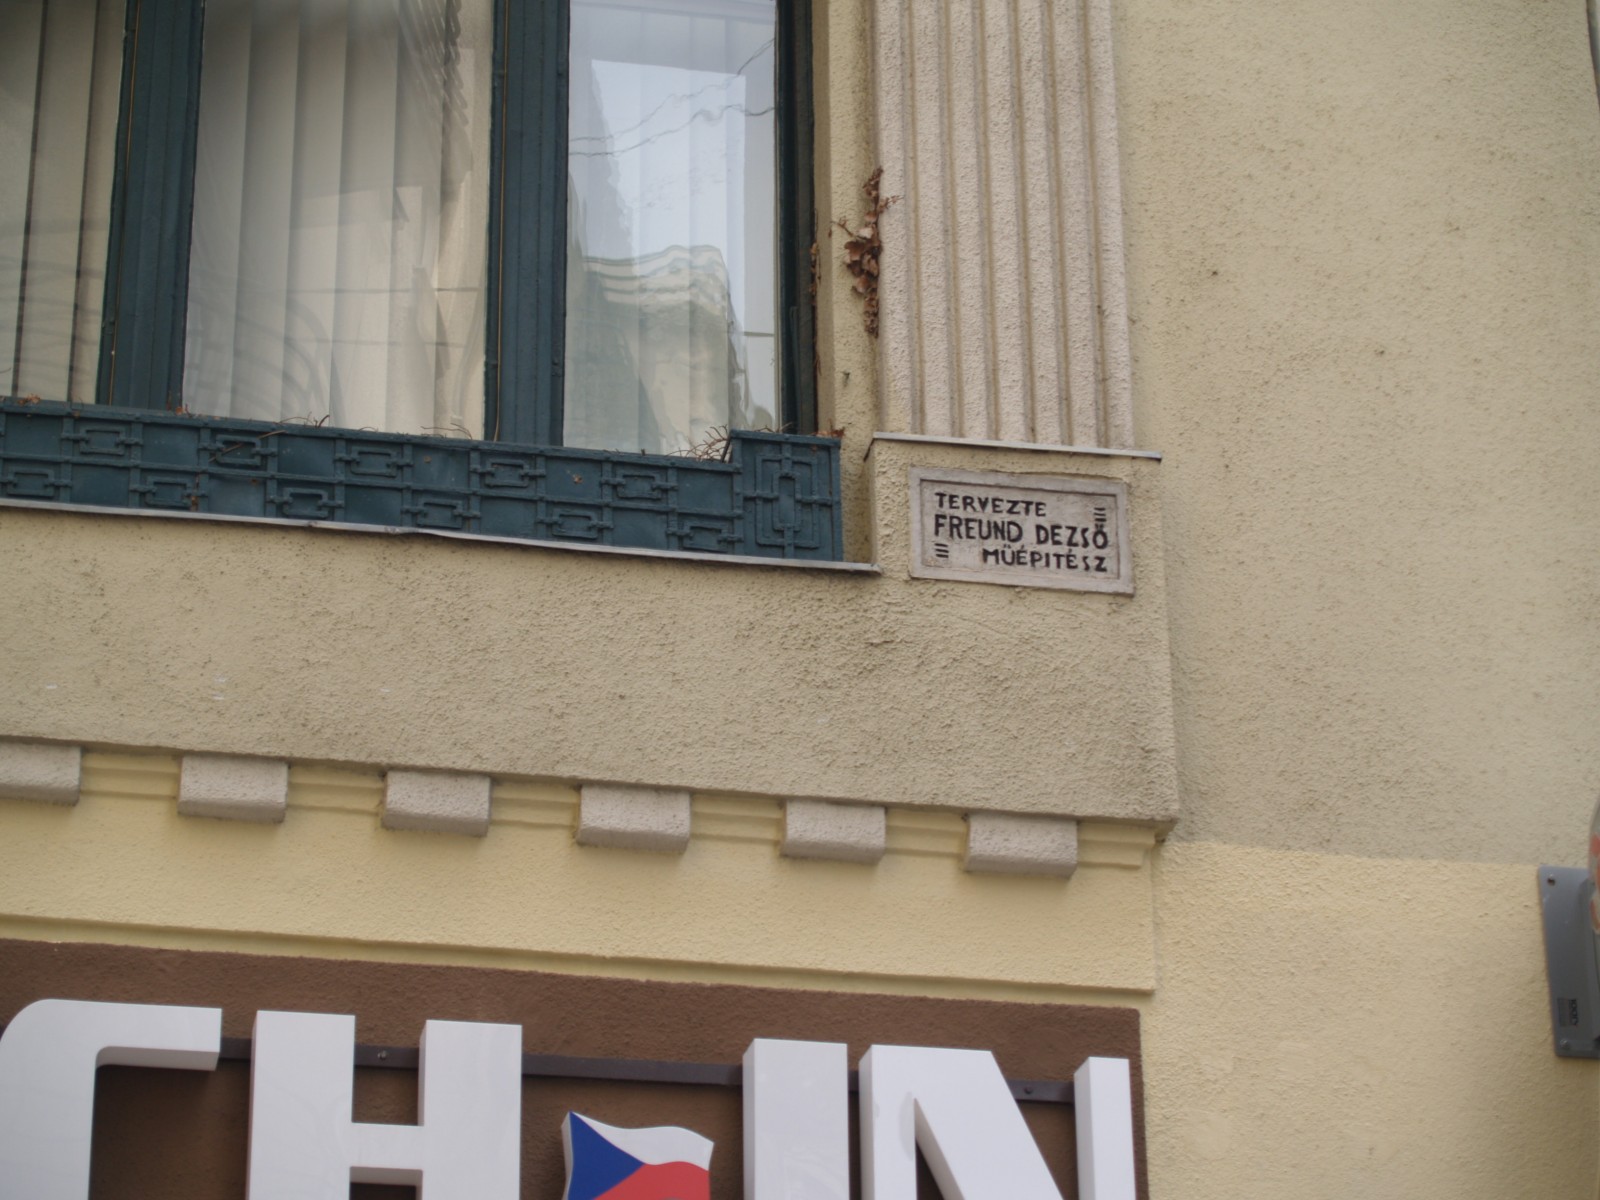 TERVEZTE
FREUND DEZSŐ
MŰÉPITÉSZ
CH IN